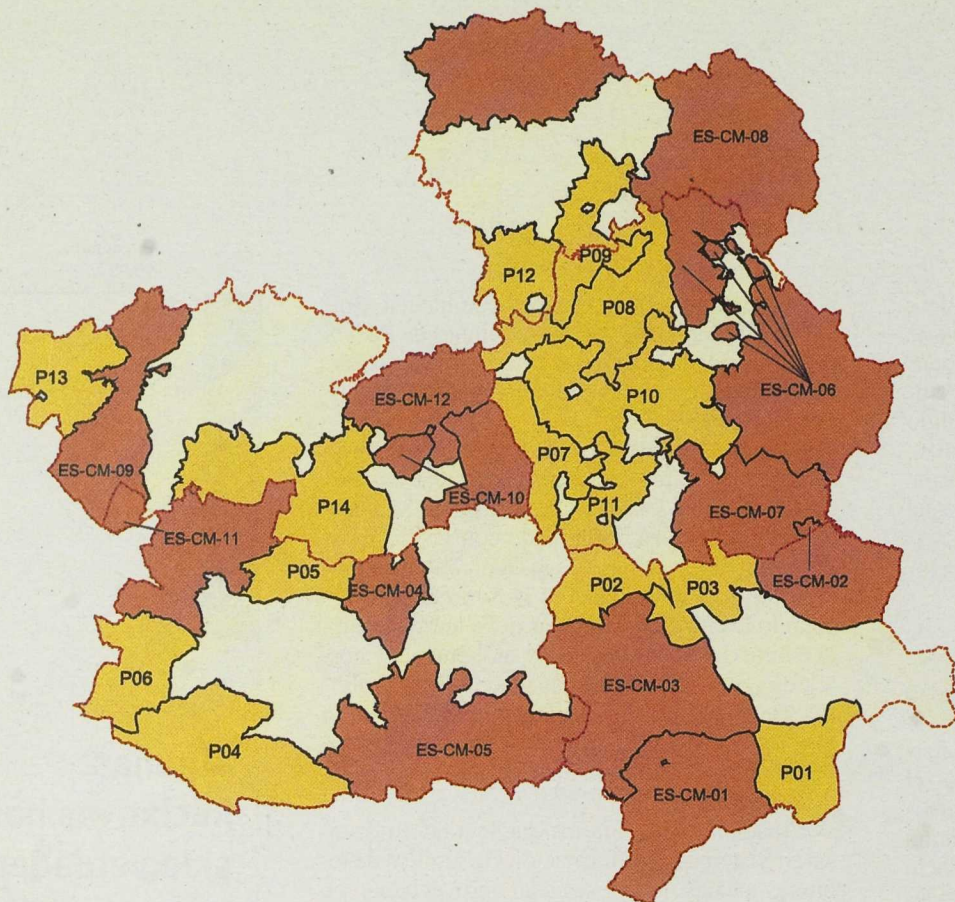 ES-CM-08
P09
P12
P08
P13
ES-CM-06
ES-CM-12
P10
P07
ES-CM-09
ES-CM-10
P14
P11
ES-CM-07
ES-CM-11
P05
ES-CM-04
P02
P03
ES-CM-02
P06
ES-CM-03
P04
ES-CM-05
P01
ES-CM-01